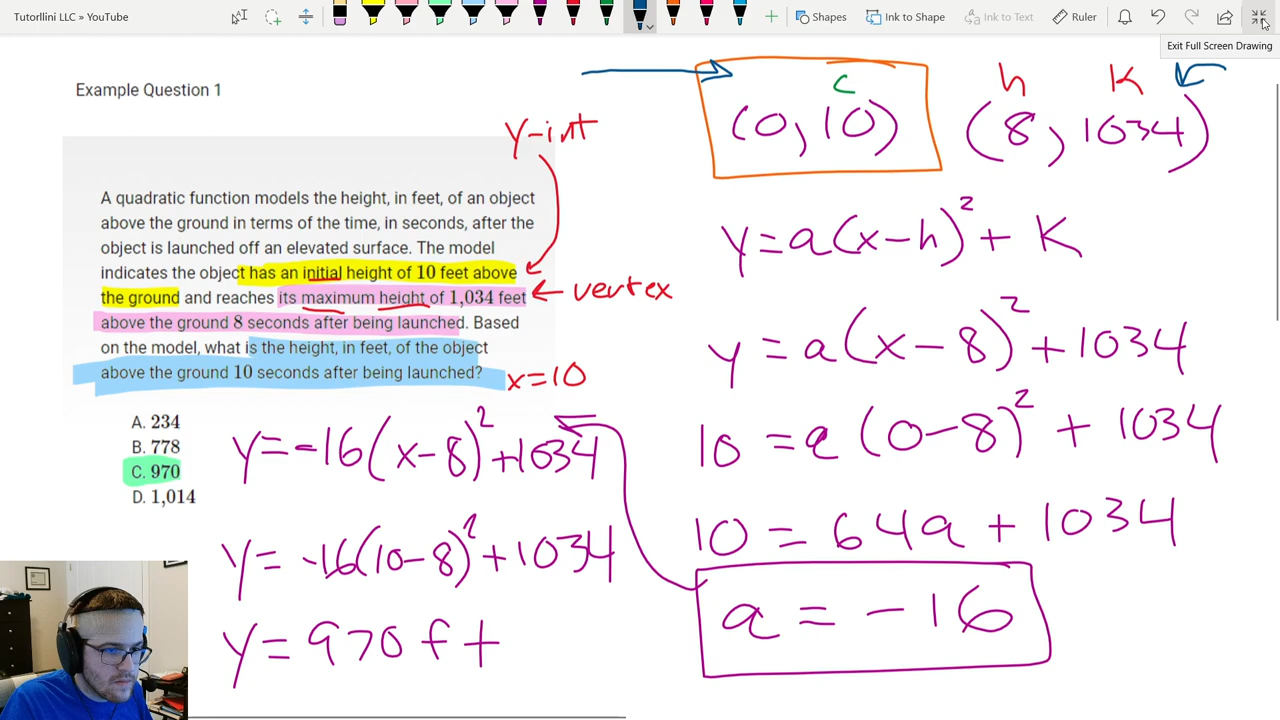 Tutorllini LLC » YouTube
Shapes
Ink to Shape
Ink to Text
Ruler
Exit Full Screen Drawing
Example Question 1
A quadratic function models the height, in feet, of an object
above the ground in terms of the time, in seconds, after the
object is launched off an elevated surface. The model
indicates the object has an initial height of 10 feet above
the ground and reaches its maximum height of 1,034 feet
above the ground 8 seconds after being launched. Based
on the model, what is the height, in feet, of the object
above the ground 10 seconds after being launched?
y-int
vertex
x=10
A. 234
B. 778
C. 970
D. 1,014
y=-16(x-8)²+1034
y=-16(10-8)²+1034
y=970ft
c
(0,10)
h k
(8,1034)
y=a(x-h)²+k
y=a(x-8)²+1034
10=a(0-8)²+1034
10=64a+1034
a=-16